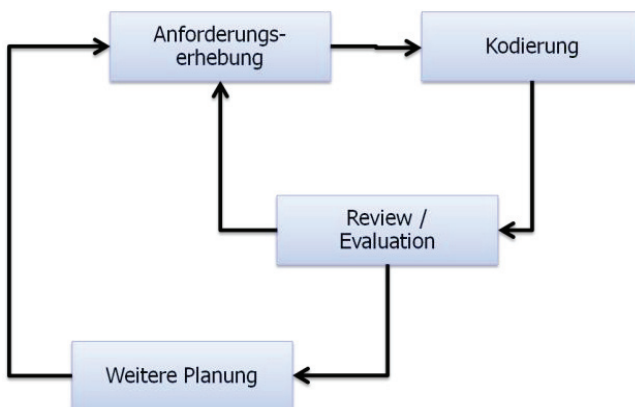 Anforderungs-
erhebung
Kodierung
Review /
Evaluation
Weitere Planung